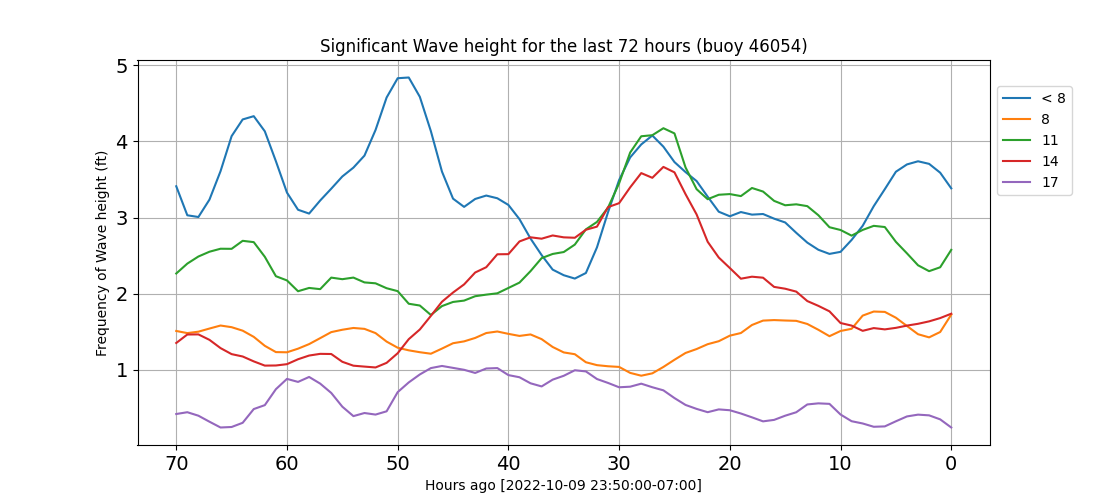 Significant Wave height for the last 72 hours (buoy 46054)
Frequency of Wave height (ft)
5
4
3
2
1
70 60 50 40 30 20 10 0
Hours ago [2022-10-09 23:50:00-07:00]
< 8
8
11
14
17